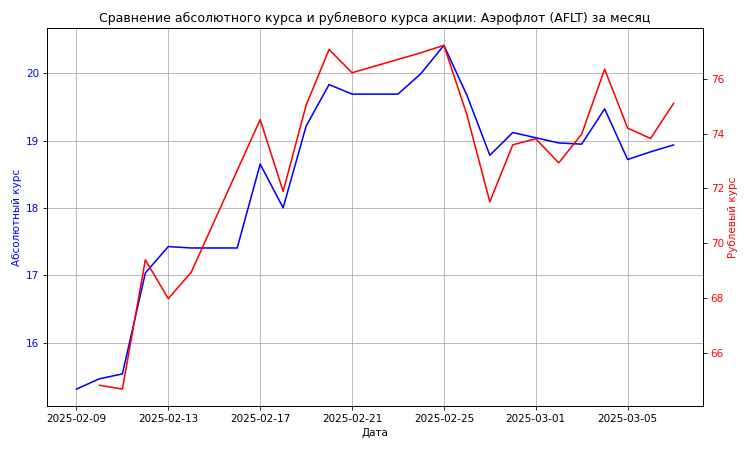 Сравнение абсолютного курса и рублевого курса акции: Аэрофлот (AFLT) за месяц
Абсолютный курс
20
19
18
17
16
76
74
72
70
68
66
Рублевый курс
2025-02-09 2025-02-13 2025-02-17 2025-02-21 2025-02-25 2025-03-01 2025-03-05
Дата